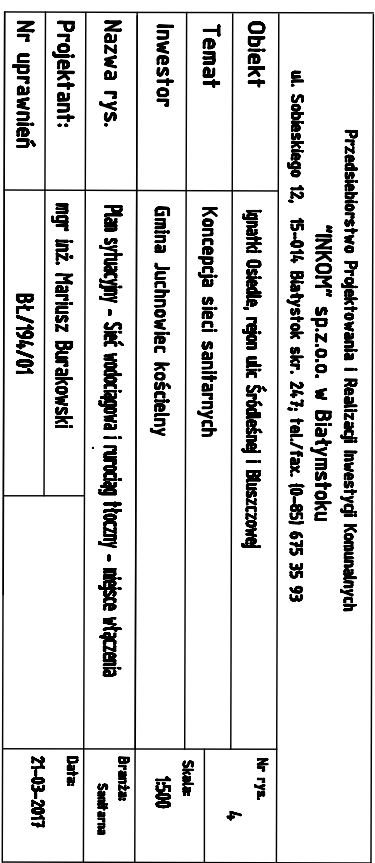 Przedsiebiorstwo Projektowania i Realizacji Inwestycji Komunalnych
"INKOM" sp.z.o.o. w Białymstoku
ul. Sobieskiego 12, 15-014 Białystok skr. 247; tel./fax. (0-85) 675 35 93
Obiekt
Ignatki Osiedle, rejon ulic Śródleśnej i Bluszczowej
Nr rys.
4
Temat
Koncepcja sieci sanitarnych
Inwestor
Gmina Juchnowiec kościelny
Skala:
1:500
Nazwa rys.
Plan sytuacyjny - Sieć wodociągowa i rurociąg tłoczny - miejsce włączenia
Branża:
Sanitarna
Projektant:
mgr inż. Mariusz Burakowski
Data:
21-03-2017
Nr uprawnień
BŁ/194/01